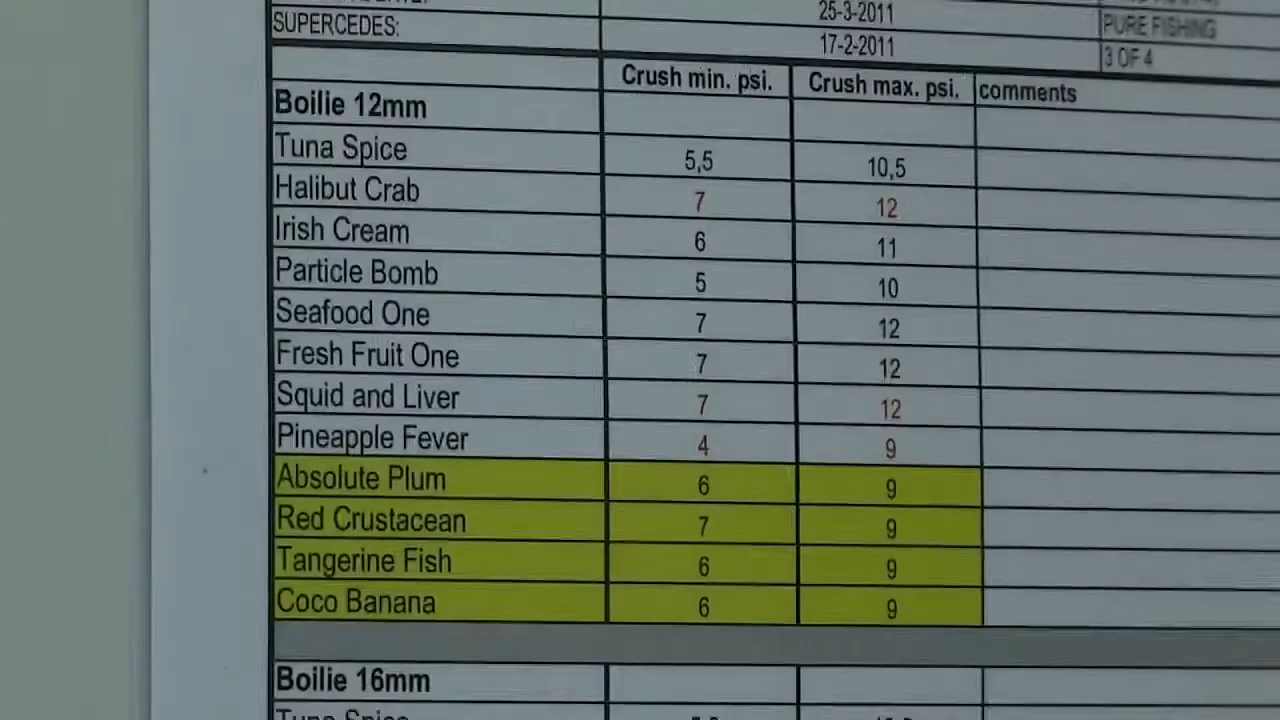 25-3-2011
SUPERCEDES: 17-2-2011 PURE FISHING
3 OF 4
Crush min. psi. Crush max. psi. comments
Boilie 12mm
Tuna Spice 5,5 10,5
Halibut Crab 7 12
Irish Cream 6 11
Particle Bomb 5 10
Seafood One 7 12
Fresh Fruit One 7 12
Squid and Liver 7 12
Pineapple Fever 4 9
Absolute Plum 6 9
Red Crustacean 7 9
Tangerine Fish 6 9
Coco Banana 6 9
Boilie 16mm
Tuna Spice